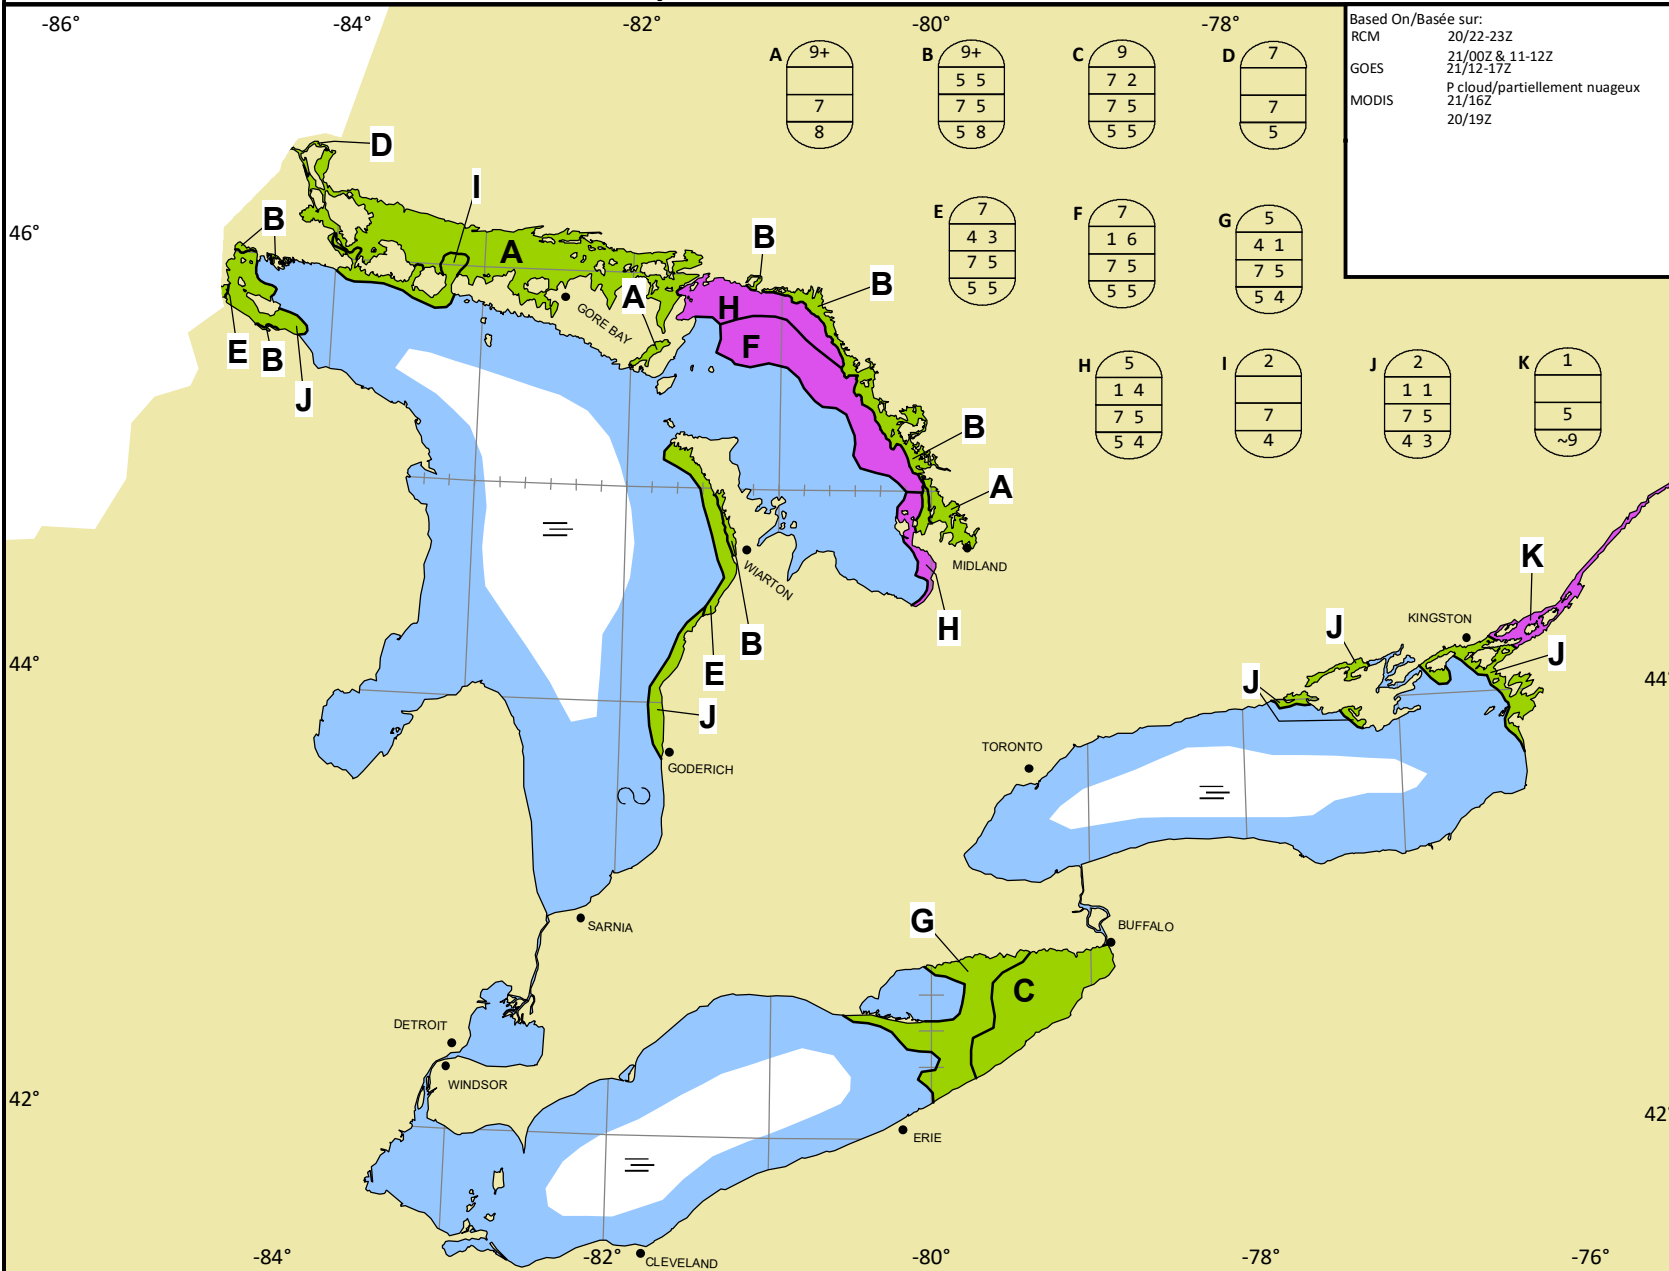 -86°
-84°
-82°
-80°
-78°
Based On/Basée sur:
RCM 20/22-23Z
21/00Z & 11-12Z
GOES 21/12-17Z
P cloud/partiellement nuageux
MODIS 21/16Z
20/19Z
A
9+
7
8
B
9+
5 5
7 5
5 8
C
9
7 2
7 5
5 5
D
7
7
5
E
7
4 3
7 5
5 5
F
7
1 6
7 5
5 5
G
5
4 1
7 5
5 4
H
5
1 4
7 5
5 4
I
2
7
4
J
2
1 1
7 5
4 3
K
1
5
~9
46°
D
I
B
A
B
B
A
H
F
GORE BAY
E
B
J
B
A
WIARTON
MIDLAND
H
B
E
J
GODERICH
K
KINGSTON
J
J
J
44°
44°
TORONTO
SARNIA
BUFFALO
G
C
DETROIT
WINDSOR
42°
42°
ERIE
CLEVELAND
-84°
-82°
-80°
-78°
-76°